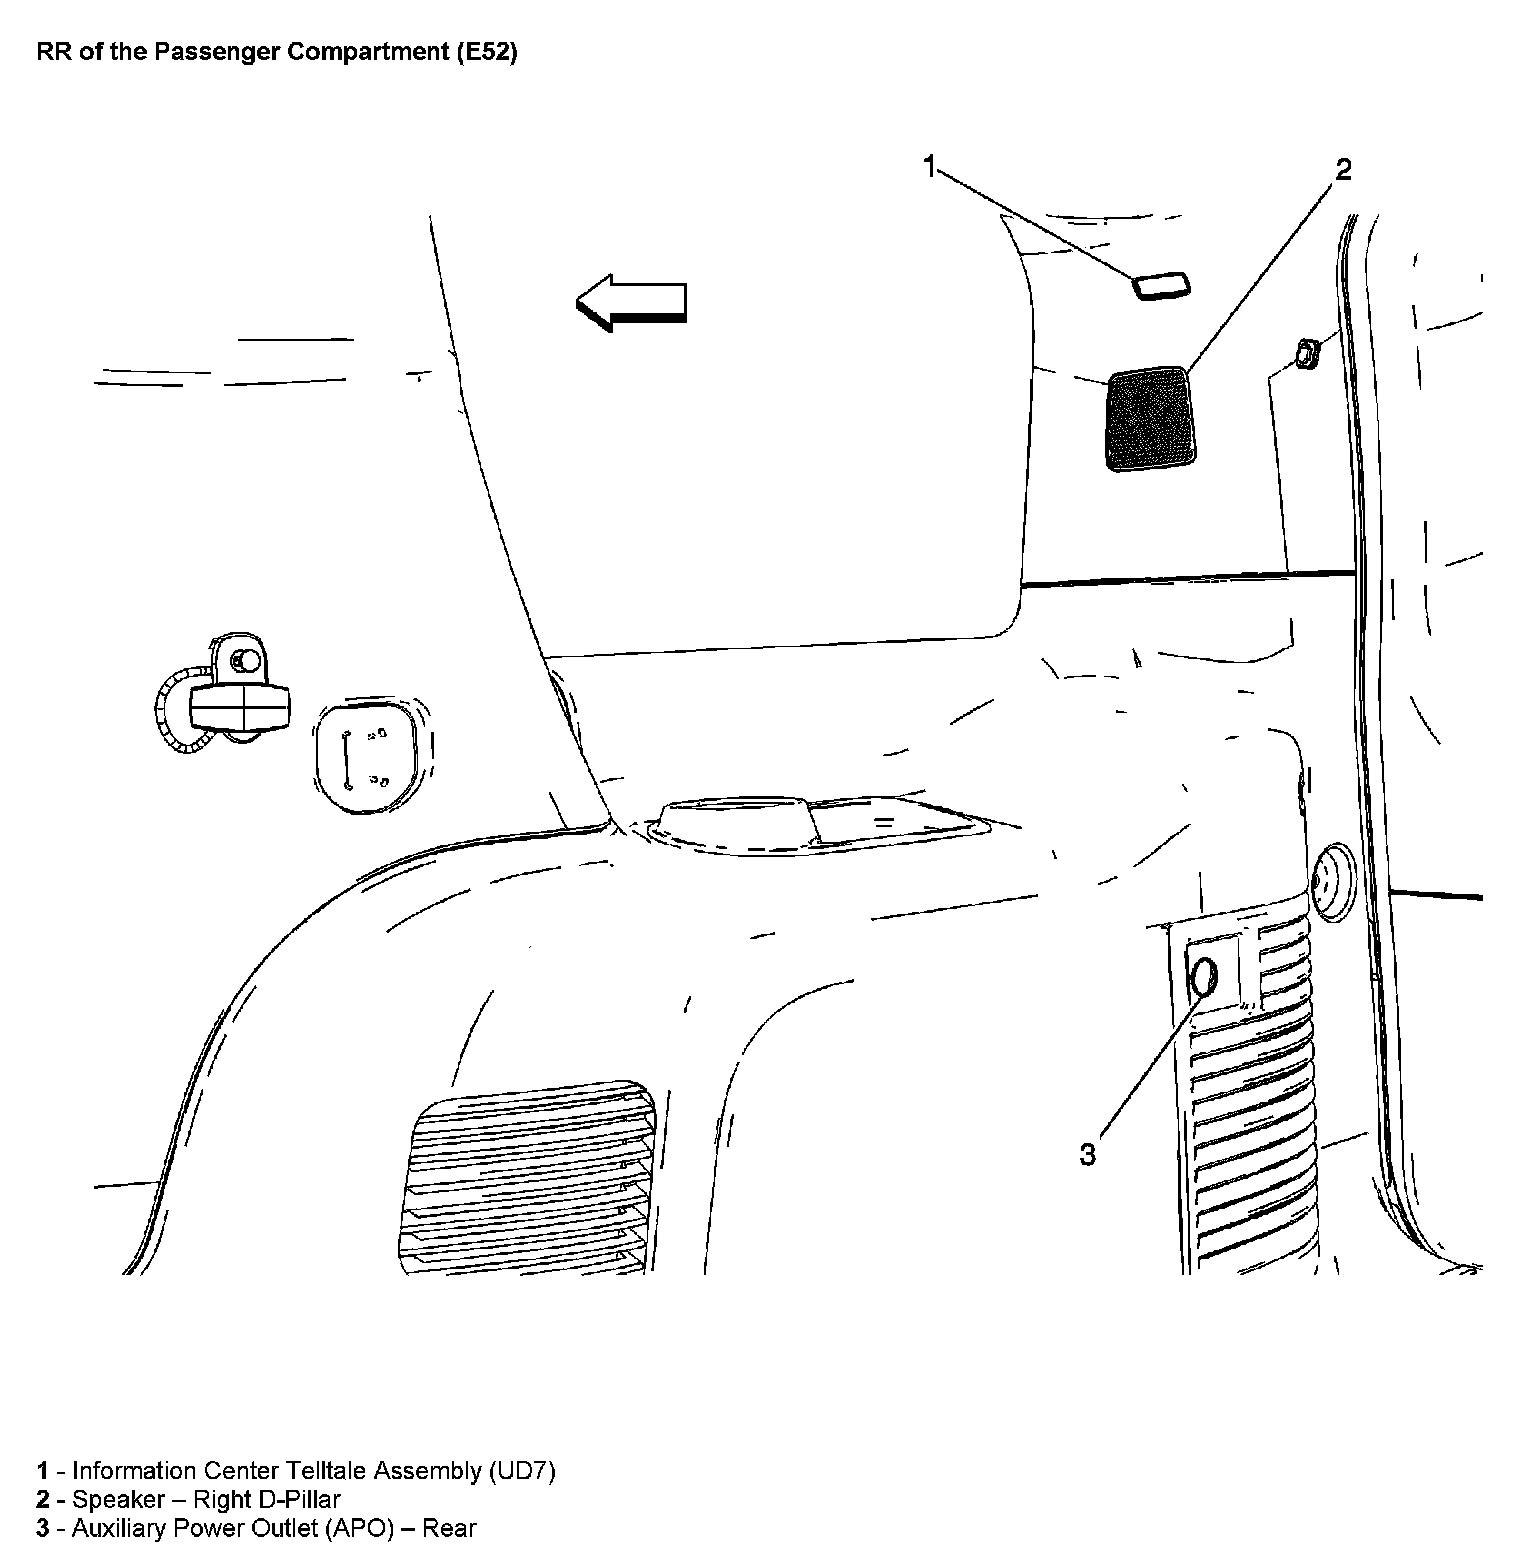 RR of the Passenger Compartment (E52)
1
2
3
1 - Information Center Telltale Assembly (UD7)
2 - Speaker – Right D-Pillar
3 - Auxiliary Power Outlet (APO) – Rear